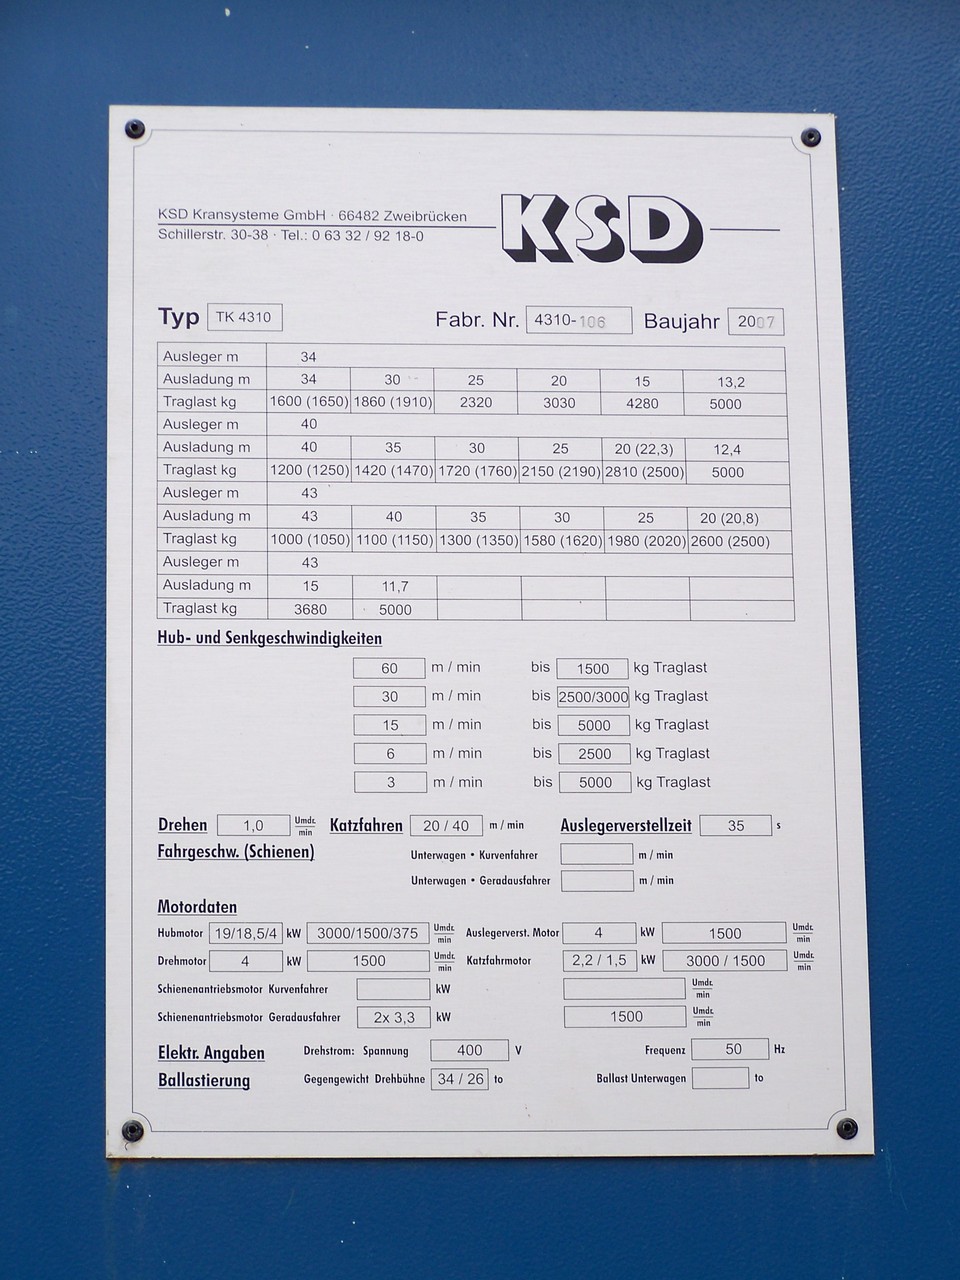 KSD Kransysteme GmbH · 66482 Zweibrücken
Schillerstr. 30-38 · Tel.: 0 63 32 / 92 18-0
KSD
Typ TK 4310 Fabr. Nr. 4310-106 Baujahr 2007
Ausleger m 34
Ausladung m 34 30 25 20 15 13,2
Traglast kg 1600 (1650) 1860 (1910) 2320 3030 4280 5000
Ausleger m 40
Ausladung m 40 35 30 25 20 (22,3) 12,4
Traglast kg 1200 (1250) 1420 (1470) 1720 (1760) 2150 (2190) 2810 (2500) 5000
Ausleger m 43
Ausladung m 43 40 35 30 25 20 (20,8)
Traglast kg 1000 (1050) 1100 (1150) 1300 (1350) 1580 (1620) 1980 (2020) 2600 (2500)
Ausleger m 43
Ausladung m 15 11,7
Traglast kg 3680 5000
Hub- und Senkgeschwindigkeiten
60 m / min bis 1500 kg Traglast
30 m / min bis 2500/3000 kg Traglast
15 m / min bis 5000 kg Traglast
6 m / min bis 2500 kg Traglast
3 m / min bis 5000 kg Traglast
Drehen 1,0 Umdr. min Katzfahren 20 / 40 m / min Auslegerverstellzeit 35 s
Fahrgeschw. (Schienen) Unterwagen • Kurvenfahrer m / min
Unterwagen • Geradausfahrer m / min
Motordaten
Hubmotor 19/18,5/4 kW 3000/1500/375 Umdr. min Auslegerverst. Motor 4 kW 1500 Umdr. min
Drehmotor 4 kW 1500 Umdr. min Katzfahrmotor 2,2 / 1,5 kW 3000 / 1500 Umdr. min
Schienenantriebsmotor Kurvenfahrer kW Umdr. min
Schienenantriebsmotor Geradausfahrer 2x 3,3 kW 1500 Umdr. min
Elektr. Angaben Drehstrom: Spannung 400 V Frequenz 50 Hz
Ballastierung Gegengewicht Drehbühne 34 / 26 to Ballast Unterwagen to